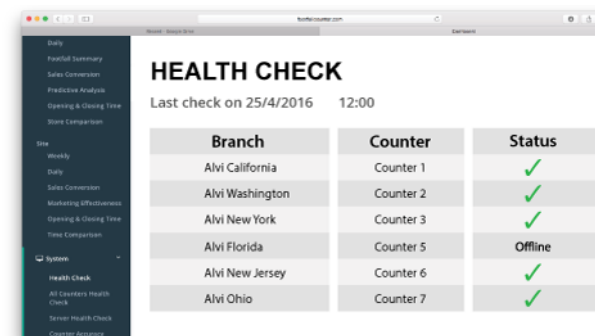 footfallcounter.com
Dashboard
Daily
Footfall Summary
Sales Conversion
Predictive Analysis
Opening & Closing Time
Store Comparison
Site
Weekly
Daily
Sales Conversion
Marketing Effectiveness
Opening & Closing Time
Time Comparison
System
Health Check
All Counters Health
Check
Server Health Check
Counter Accuracy
HEALTH CHECK
Last check on 25/4/2016 12:00
Branch Counter Status
Alvi California Counter 1 ✓
Alvi Washington Counter 2 ✓
Alvi New York Counter 3 ✓
Alvi Florida Counter 5 Offline
Alvi New Jersey Counter 6 ✓
Alvi Ohio Counter 7 ✓